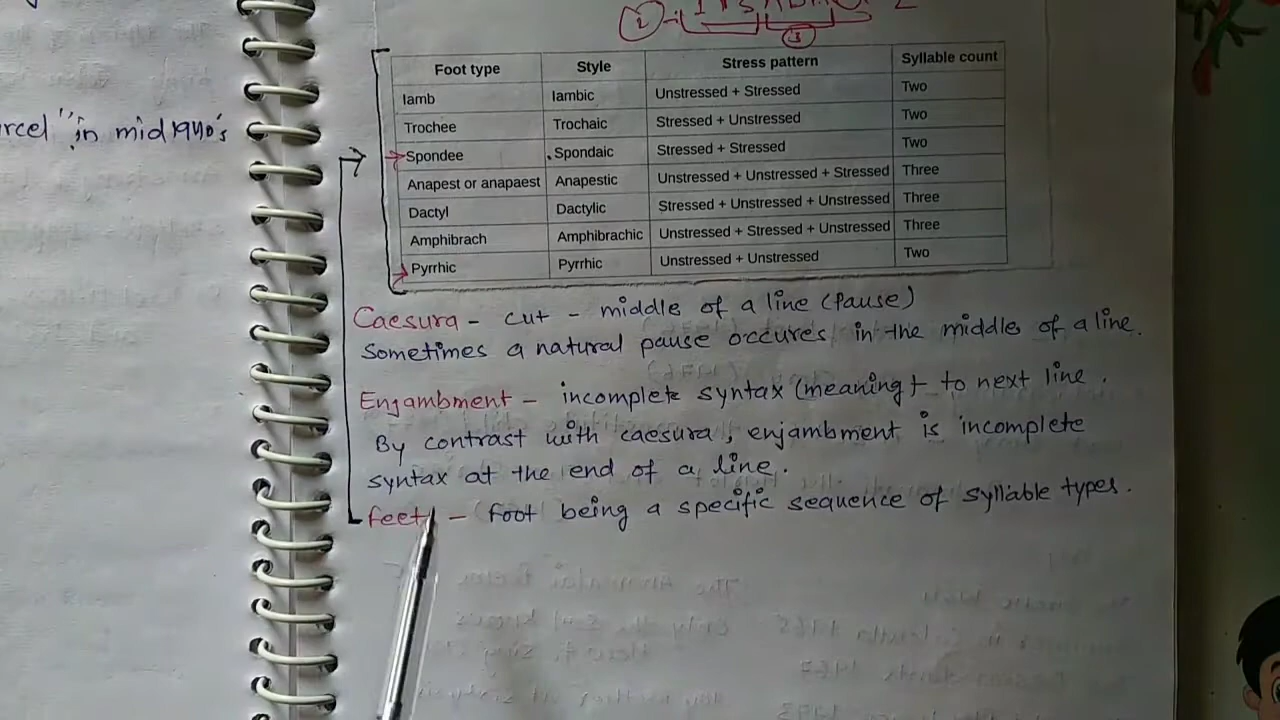 rcel" in mid 1940's
Foot type Style Stress pattern Syllable count
Iamb Iambic Unstressed + Stressed Two
Trochee Trochaic Stressed + Unstressed Two
Spondee Spondaic Stressed + Stressed Two
Anapest or anapaest Anapestic Unstressed + Unstressed + Stressed Three
Dactyl Dactylic Stressed + Unstressed + Unstressed Three
Amphibrach Amphibrachic Unstressed + Stressed + Unstressed Three
Pyrrhic Pyrrhic Unstressed + Unstressed Two
Caesura - cut - middle of a line (Pause)
Sometimes a natural pause occures in the middle of a line.
Enjambment - incomplete syntax (meaning) to next line.
By contrast with caesura, enjambment is incomplete
syntax at the end of a line.
feet - foot being a specific sequence of syllable types.